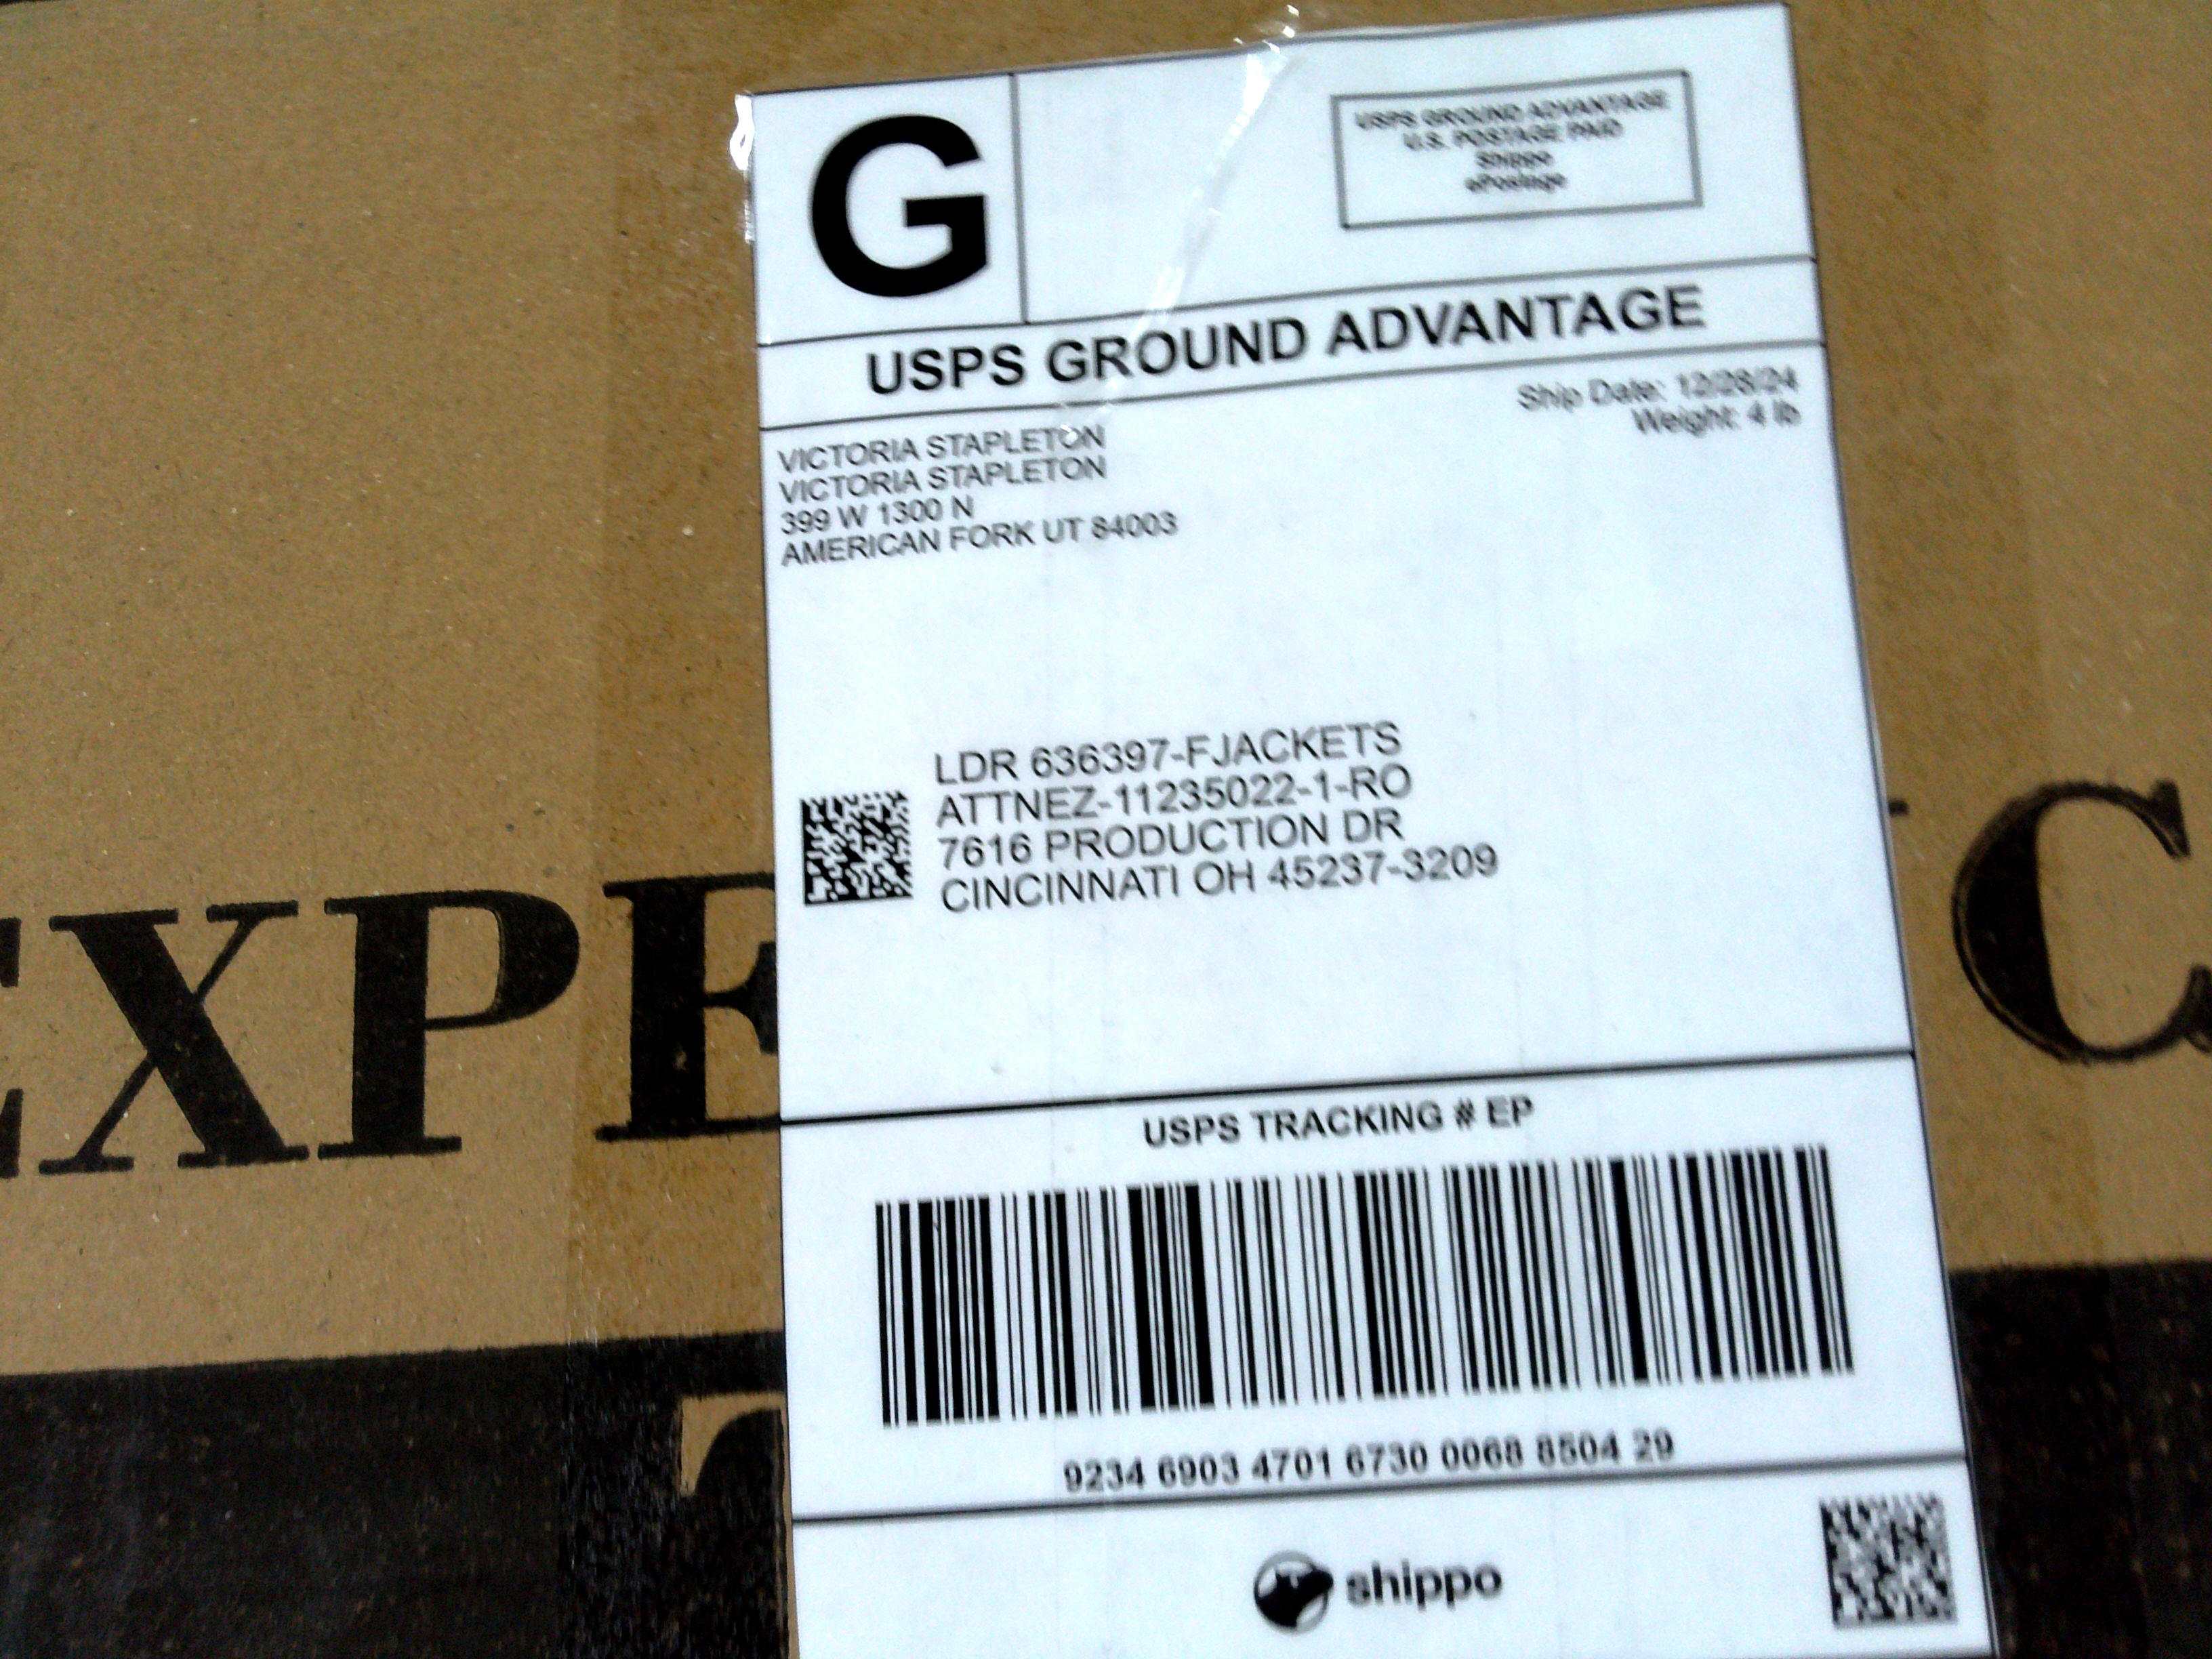 G
USPS GROUND ADVANTAGE
U.S. POSTAGE PAID
Shippo
ePostage
USPS GROUND ADVANTAGE
Ship Date: 12/28/24
Weight: 4 lb
VICTORIA STAPLETON
VICTORIA STAPLETON
399 W 1300 N
AMERICAN FORK UT 84003
LDR 636397-FJACKETS
ATTNEZ-11235022-1-RO
7616 PRODUCTION DR
CINCINNATI OH 45237-3209
EXPE
C
USPS TRACKING # EP
9234 6903 4701 6730 0068 8504 29
shippo